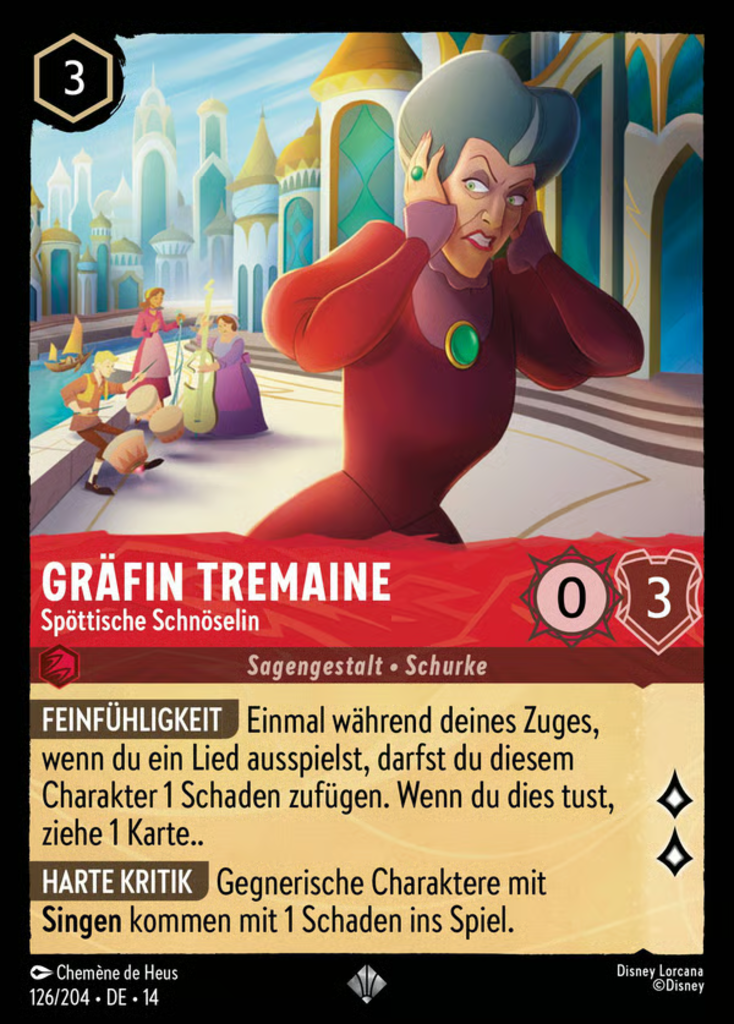 3
GRÄFIN TREMAINE
Spöttische Schnöselin
0
3
Sagengestalt • Schurke
FEINFÜHLIGKEIT Einmal während deines Zuges,
wenn du ein Lied ausspielst, darfst du diesem
Charakter 1 Schaden zufügen. Wenn du dies tust,
ziehe 1 Karte..
HARTE KRITIK Gegnerische Charaktere mit
Singen kommen mit 1 Schaden ins Spiel.
Chemène de Heus
126/204 • DE • 14
Disney Lorcana
©Disney